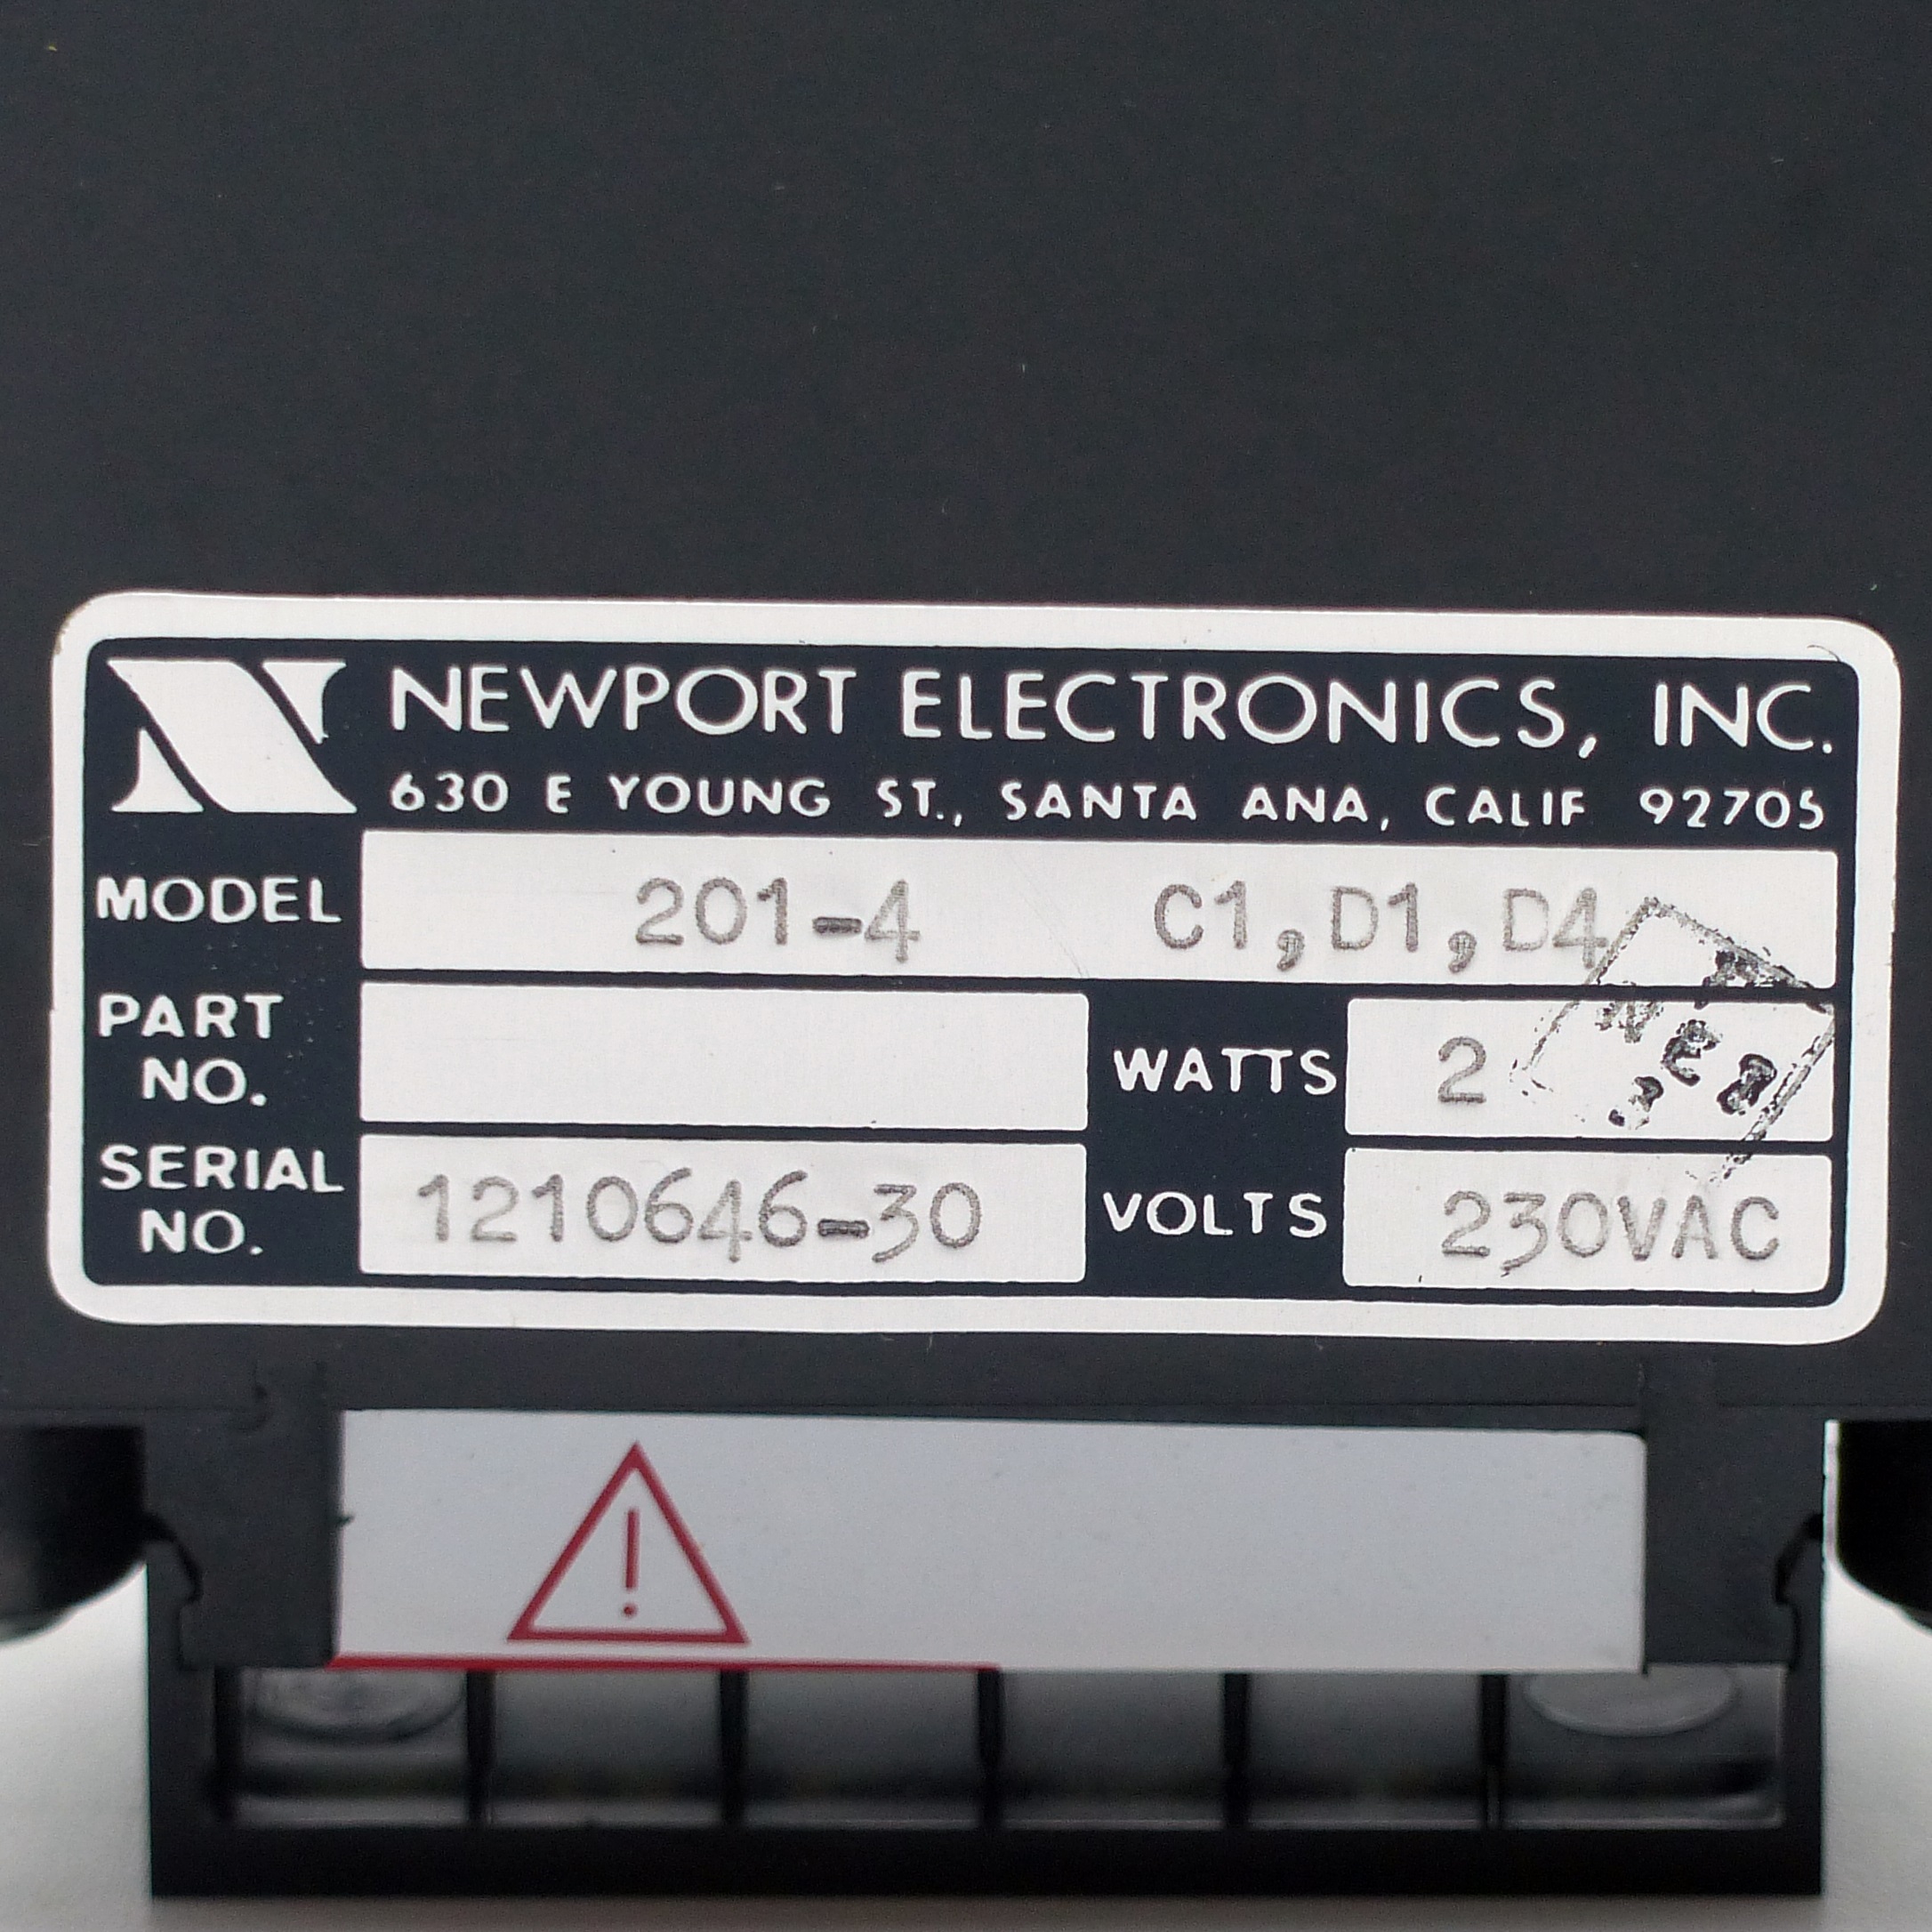 NEWPORT ELECTRONICS, INC.
630 E YOUNG ST., SANTA ANA, CALIF 92705
MODEL 201-4 C1,D1,D4
PART NO.
WATTS 2
SERIAL NO. 1210646-30
VOLTS 230VAC